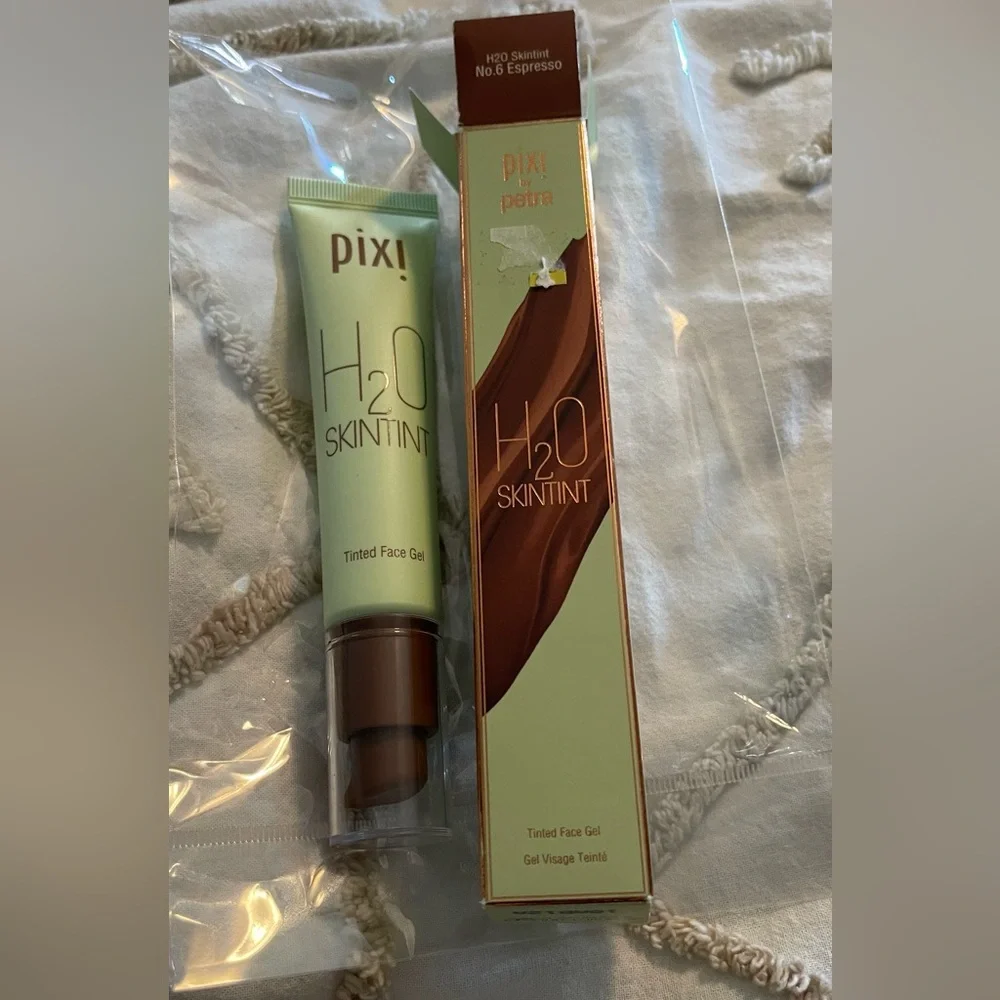 pixi
H2O
SKINTINT
Tinted Face Gel
H2O Skintint
No.6 Espresso
pixi
by
petra
H2O
SKINTINT
Tinted Face Gel
Gel Visage Teinté